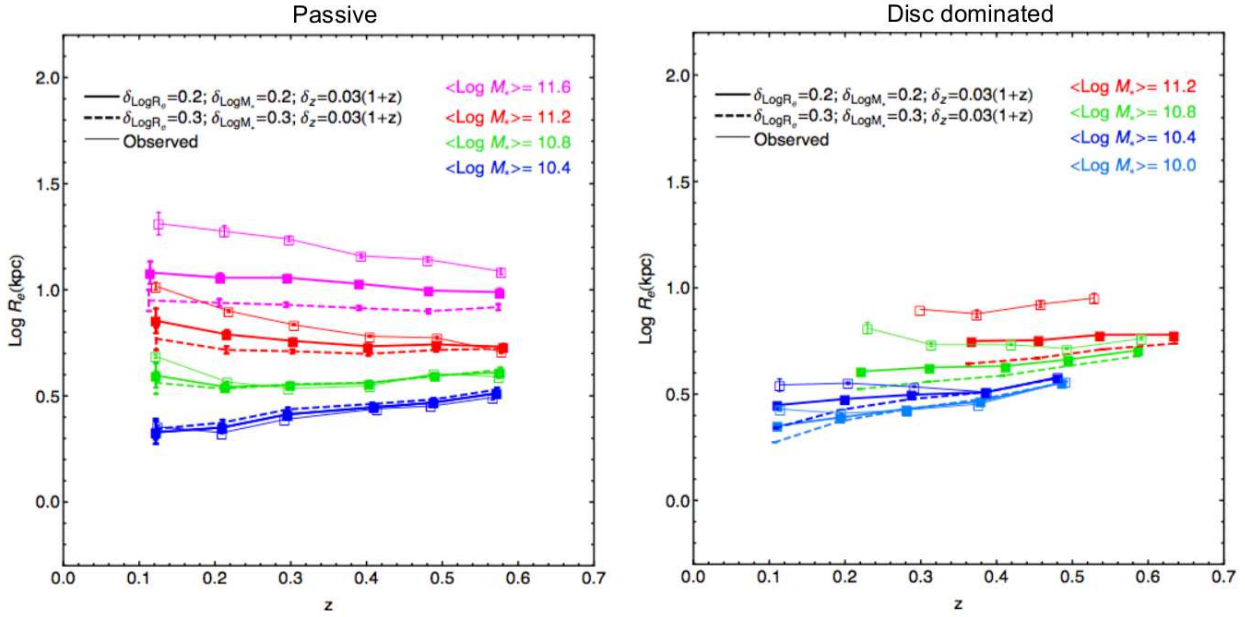 Passive
2.0
1.5
1.0
0.5
0.0
Log Rₑ(kpc)
δLogRₑ=0.2; δLogM*=0.2; δz=0.03(1+z)
δLogRₑ=0.3; δLogM*=0.3; δz=0.03(1+z)
Observed
<Log M*>= 11.6
<Log M*>= 11.2
<Log M*>= 10.8
<Log M*>= 10.4
0.0 0.1 0.2 0.3 0.4 0.5 0.6 0.7
z
Disc dominated
2.0
1.5
1.0
0.5
0.0
Log Rₑ(kpc)
δLogRₑ=0.2; δLogM*=0.2; δz=0.03(1+z)
δLogRₑ=0.3; δLogM*=0.3; δz=0.03(1+z)
Observed
<Log M*>= 11.2
<Log M*>= 10.8
<Log M*>= 10.4
<Log M*>= 10.0
0.0 0.1 0.2 0.3 0.4 0.5 0.6 0.7
z